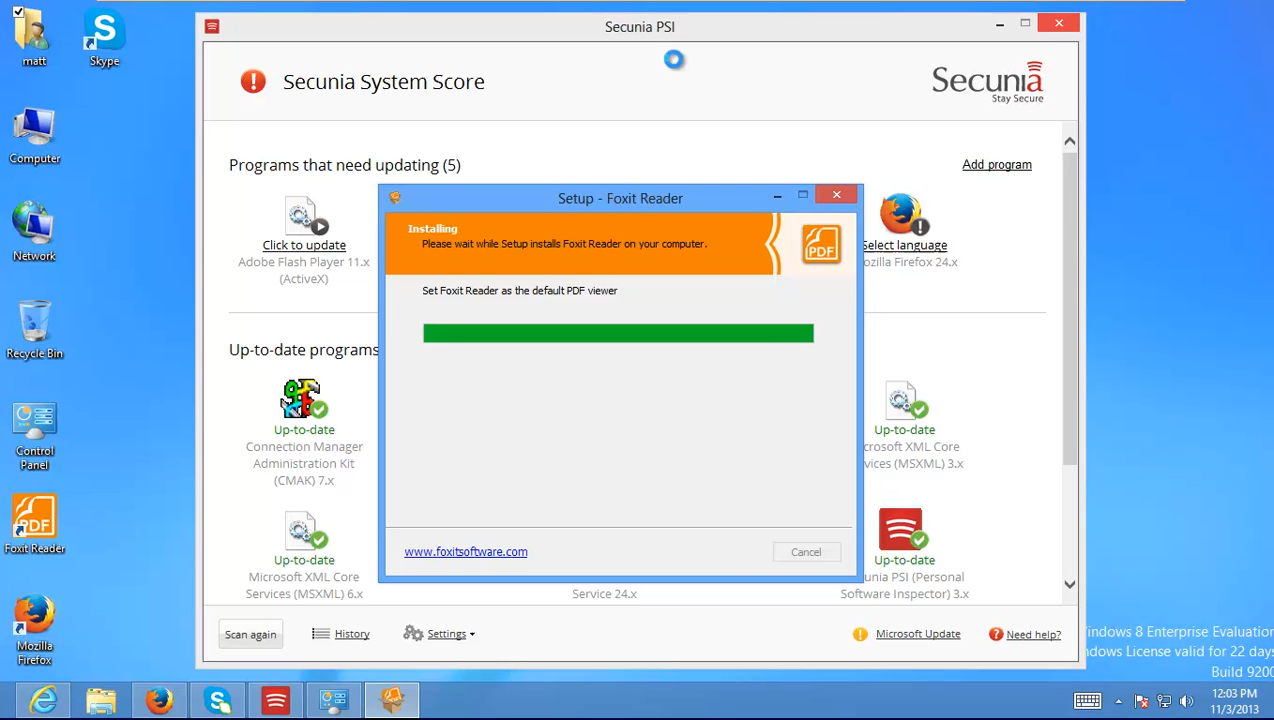 matt
Skype
Computer
Network
Recycle Bin
Control
Panel
PDF
Foxit Reader
Mozilla
Firefox
Secunia PSI
Secunia System Score
Secunia
Stay Secure
Programs that need updating (5)
Add program
Click to update
Adobe Flash Player 11.x
(ActiveX)
Select language
ozilla Firefox 24.x
Setup - Foxit Reader
Installing
Please wait while Setup installs Foxit Reader on your computer.
PDF
Set Foxit Reader as the default PDF viewer
www.foxitsoftware.com
Cancel
Up-to-date programs
Up-to-date
Connection Manager
Administration Kit
(CMAK) 7.x
Up-to-date
crosoft XML Core
vices (MSXML) 3.x
Up-to-date
Microsoft XML Core
Services (MSXML) 6.x
Service 24.x
Up-to-date
unia PSI (Personal
Software Inspector) 3.x
Scan again
History
Settings
Microsoft Update
Need help?
indows 8 Enterprise Evaluation
ndows License valid for 22 days
Build 9200
12:03 PM
11/3/2013